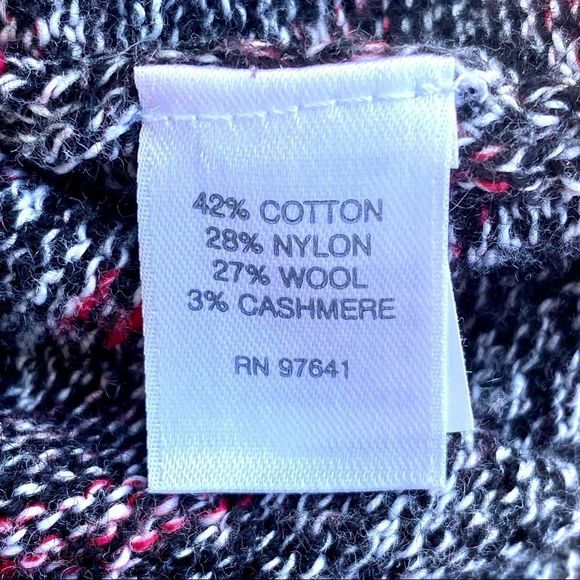 42% COTTON
28% NYLON
27% WOOL
3% CASHMERE
RN 97641